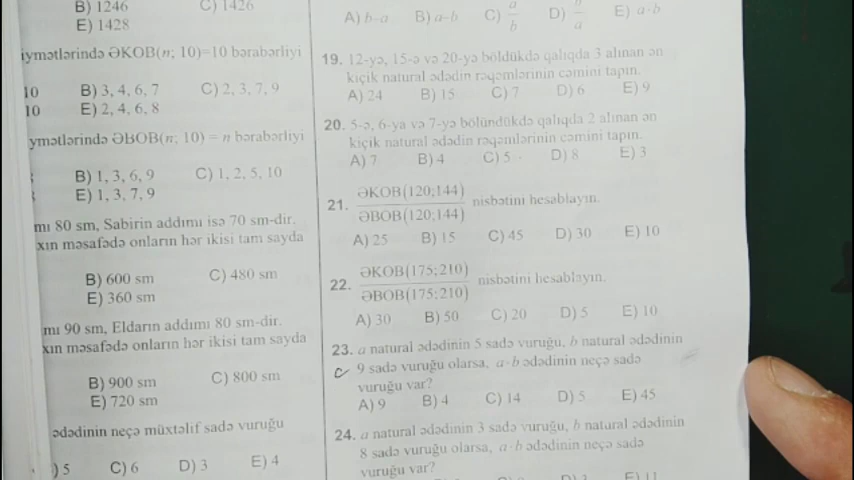 B) 1246
C) 1426
E) 1428
iymətlərində ƏKOB(n; 10)=10 bərabərliyi
10 B) 3, 4, 6, 7 C) 2, 3, 7, 9
10 E) 2, 4, 6, 8
ymətlərində ƏBOB(n; 10) = n bərabərliyi
B) 1, 3, 6, 9 C) 1, 2, 5, 10
E) 1, 3, 7, 9
mı 80 sm, Sabirin addımı isə 70 sm-dir.
xın məsafədə onların hər ikisi tam sayda
B) 600 sm C) 480 sm
E) 360 sm
mı 90 sm, Eldarın addımı 80 sm-dir.
xın məsafədə onların hər ikisi tam sayda
B) 900 sm C) 800 sm
E) 720 sm
ədədinin neçə müxtəlif sadə vuruğu
) 5 C) 6 D) 3 E) 4
A) b-a B) a-b C) a/b D) b/a E) a·b
19. 12-yə, 15-ə və 20-yə böldükdə qalıqda 3 alınan ən
kiçik natural ədədin rəqəmlərinin cəmini tapın.
A) 24 B) 15 C) 7 D) 6 E) 9
20. 5-ə, 6-ya və 7-yə bölündükdə qalıqda 2 alınan ən
kiçik natural ədədin rəqəmlərinin cəmini tapın.
A) 7 B) 4 C) 5 D) 8 E) 3
21. ƏKOB(120;144)
ƏBOB(120;144) nisbətini hesablayın.
A) 25 B) 15 C) 45 D) 30 E) 10
22. ƏKOB(175;210)
ƏBOB(175;210) nisbətini hesablayın.
A) 30 B) 50 C) 20 D) 5 E) 10
23. a natural ədədinin 5 sadə vuruğu, b natural ədədinin
9 sadə vuruğu olarsa, a·b ədədinin neçə sadə
vuruğu var?
A) 9 B) 4 C) 14 D) 5 E) 45
24. a natural ədədinin 3 sadə vuruğu, b natural ədədinin
8 sadə vuruğu olarsa, a·b ədədinin neçə sadə
vuruğu var?
E) 11